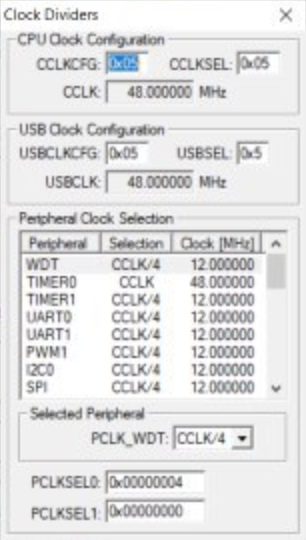 Clock Dividers
CPU Clock Configuration
CCLKCFG: 0x05 CCLKSEL: 0x05
CCLK: 48.000000 MHz
USB Clock Configuration
USBCLKCFG: 0x05 USBSEL: 0x5
USBCLK: 48.000000 MHz
Peripheral Clock Selection
Peripheral Selection Clock [MHz]
WDT CCLK/4 12.000000
TIMER0 CCLK 48.000000
TIMER1 CCLK/4 12.000000
UART0 CCLK/4 12.000000
UART1 CCLK/4 12.000000
PWM1 CCLK/4 12.000000
I2C0 CCLK/4 12.000000
SPI CCLK/4 12.000000
Selected Peripheral
PCLK_WDT: CCLK/4
PCLKSEL0: 0x00000004
PCLKSEL1: 0x00000000